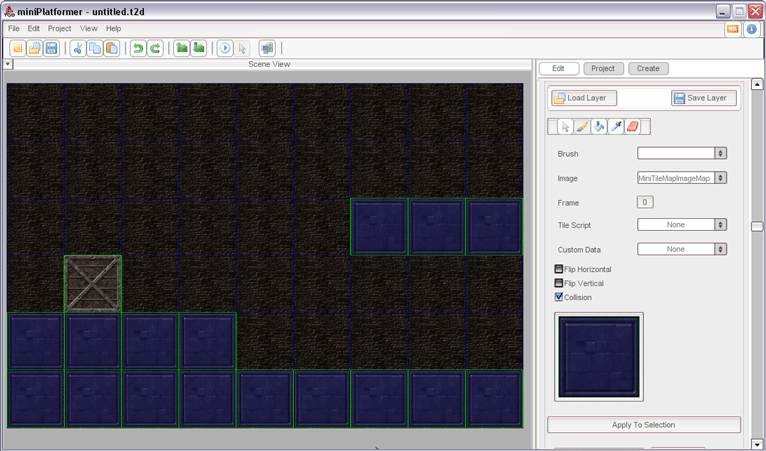 miniPlatformer - untitled.t2d
File Edit Project View Help
Scene View
Edit Project Create
Load Layer Save Layer
Brush
Image MiniTileMapImageMap
Frame 0
Tile Script None
Custom Data None
Flip Horizontal
Flip Vertical
Collision
Apply To Selection